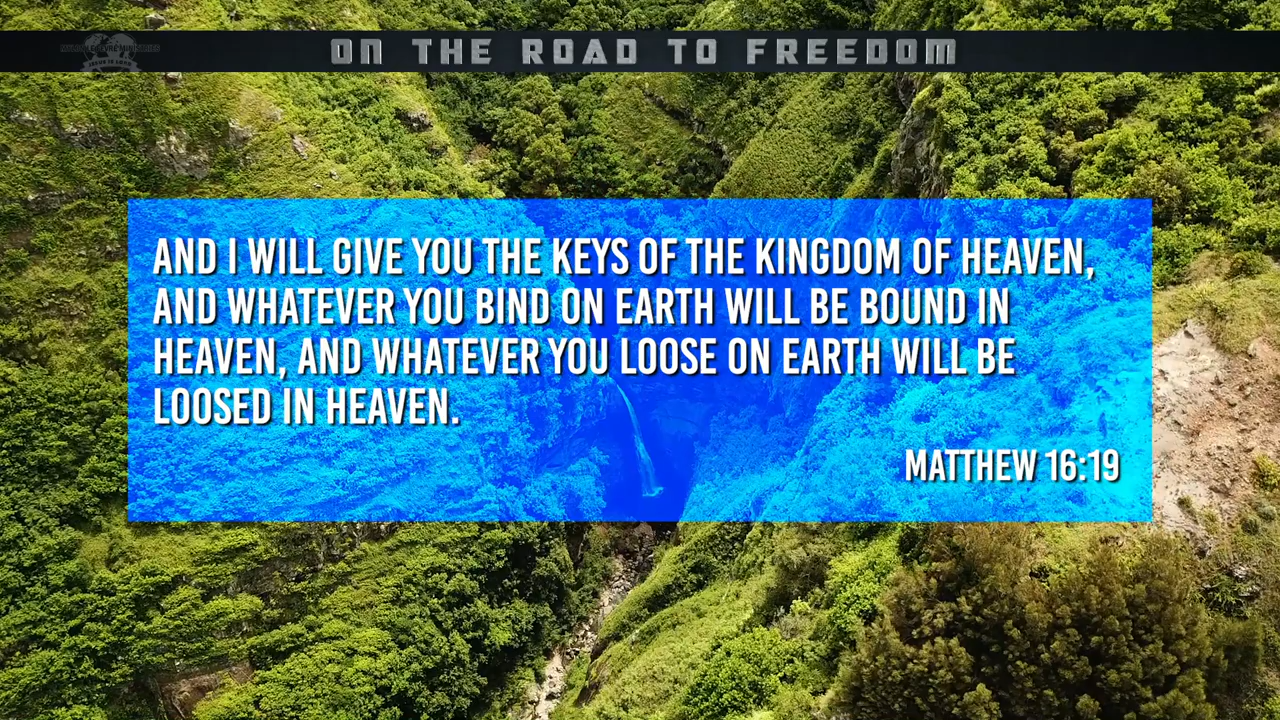 ON THE ROAD TO FREEDOM
AND I WILL GIVE YOU THE KEYS OF THE KINGDOM OF HEAVEN,
AND WHATEVER YOU BIND ON EARTH WILL BE BOUND IN
HEAVEN, AND WHATEVER YOU LOOSE ON EARTH WILL BE
LOOSED IN HEAVEN.
MATTHEW 16:19